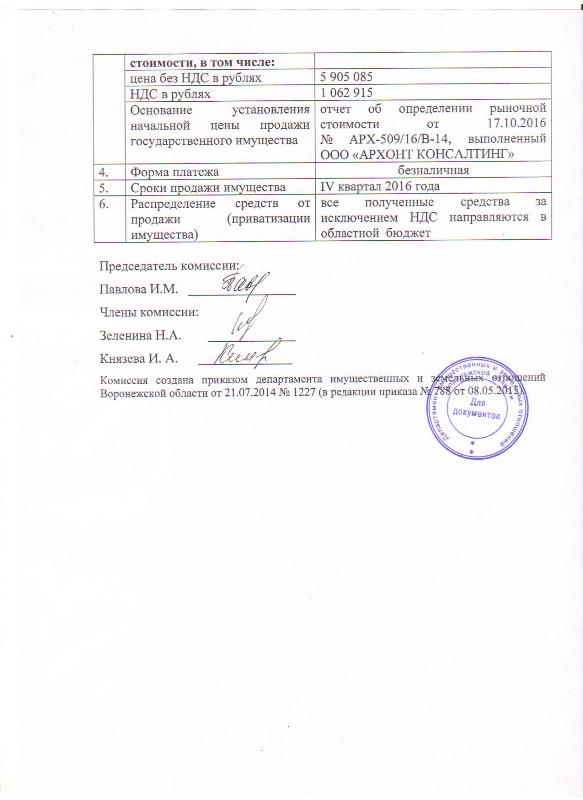 стоимости, в том числе:
цена без НДС в рублях 5 905 085
НДС в рублях 1 062 915
Основание установления отчет об определении рыночной
начальной цены продажи стоимости от 17.10.2016
государственного имущества № АРХ-509/16/В-14, выполненный
ООО «АРХОНТ КОНСАЛТИНГ»
4. Форма платежа безналичная
5. Сроки продажи имущества IV квартал 2016 года
6. Распределение средств от все полученные средства за
продажи (приватизации исключением НДС направляются в
имущества) областной бюджет
Председатель комиссии:
Павлова И.М.
Члены комиссии:
Зеленина Н.А.
Князева И. А.
Комиссия создана приказом департамента имущественных и земельных отношений
Воронежской области от 21.07.2014 № 1227 (в редакции приказа № 788 от 08.05.2015)
Для
документов